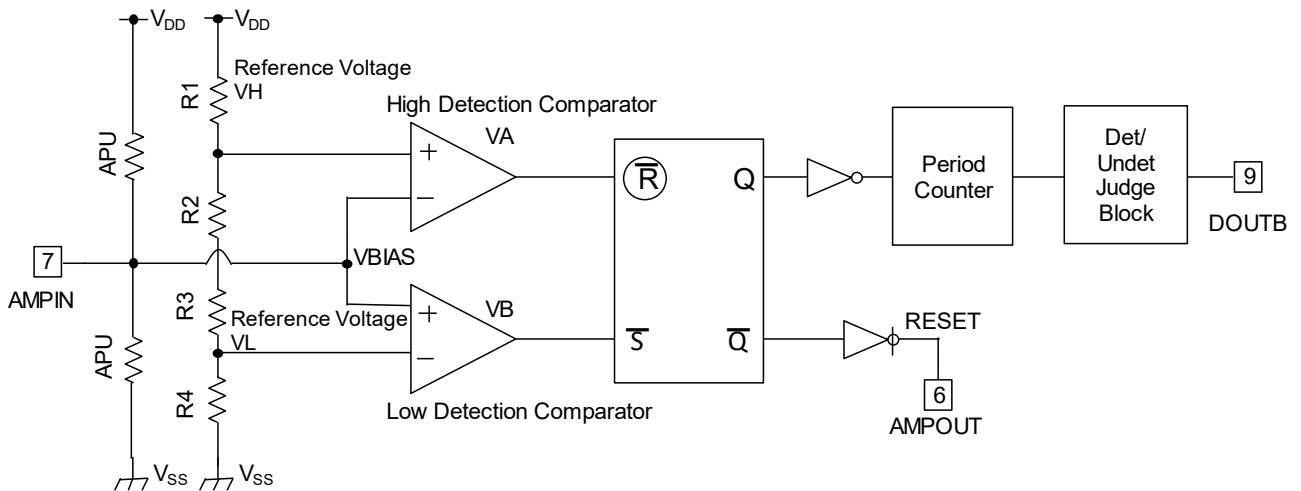 VDD
VDD
R1
Reference Voltage
VH
High Detection Comparator
VA
APU
+
−
R̅
Q
Period
Counter
Det/
Undet
Judge
Block
9
DOUTB
R2
7
AMPIN
VBIAS
R3
Reference Voltage
VL
VB
+
−
S̅
Q̅
RESET
APU
R4
Low Detection Comparator
6
AMPOUT
VSS
VSS